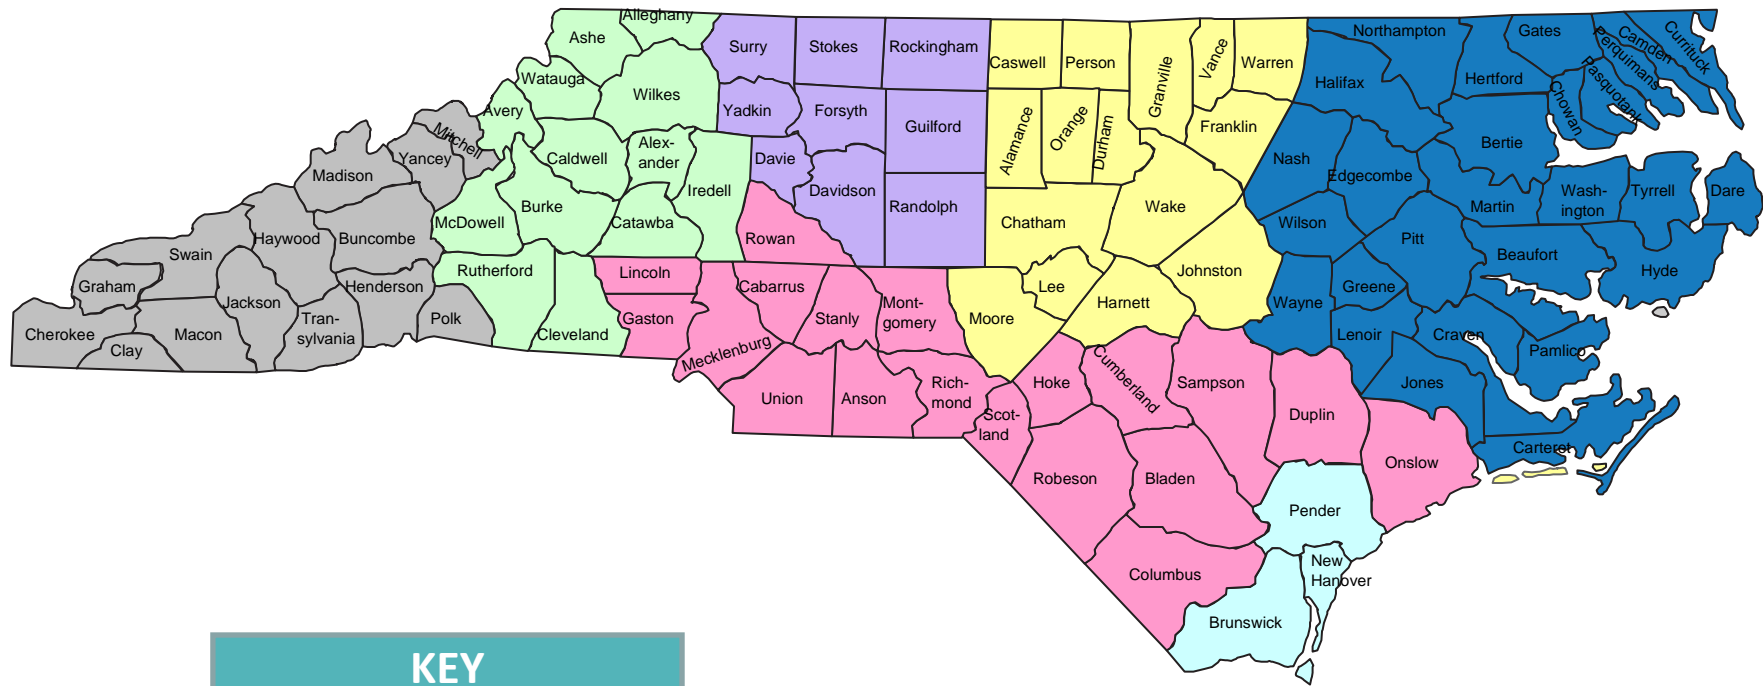 Alleghany
Ashe
Surry
Stokes
Rockingham
Caswell
Person
Granville
Vance
Warren
Northampton
Gates
Camden
Currituck
Perquimans
Pasquotank
Chowan
Hertford
Halifax
Watauga
Wilkes
Avery
Yadkin
Forsyth
Guilford
Alamance
Orange
Durham
Franklin
Mitchell
Yancey
Madison
Caldwell
Alex-
ander
Iredell
Davie
Davidson
Randolph
Chatham
Wake
Nash
Edgecombe
Bertie
Martin
Wash-
ington
Tyrrell
Dare
McDowell
Burke
Catawba
Rowan
Wilson
Pitt
Beaufort
Hyde
Swain
Haywood
Buncombe
Rutherford
Lincoln
Cabarrus
Stanly
Mont-
gomery
Moore
Lee
Harnett
Johnston
Wayne
Greene
Lenoir
Craven
Pamlico
Graham
Jackson
Henderson
Polk
Cleveland
Gaston
Mecklenburg
Cherokee
Clay
Macon
Tran-
sylvania
Union
Anson
Rich-
mond
Scot-
land
Hoke
Cumberland
Sampson
Duplin
Jones
Onslow
Carteret
Robeson
Bladen
Pender
Columbus
New
Hanover
Brunswick
KEY